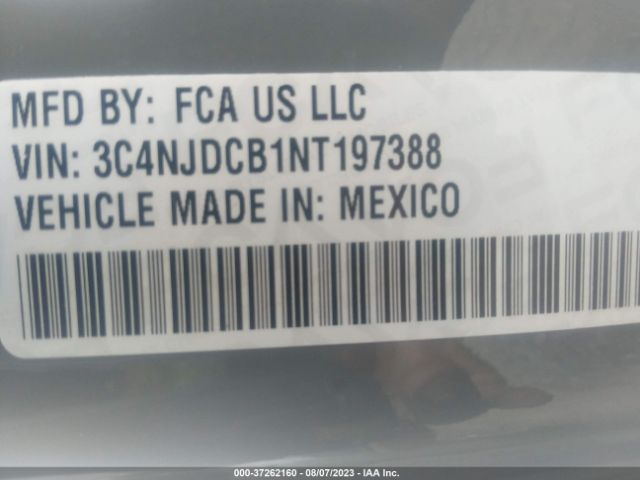 MFD BY: FCA US LLC
VIN: 3C4NJDCB1NT197388
VEHICLE MADE IN: MEXICO
000-37262160 - 08/07/2023 - IAA Inc.